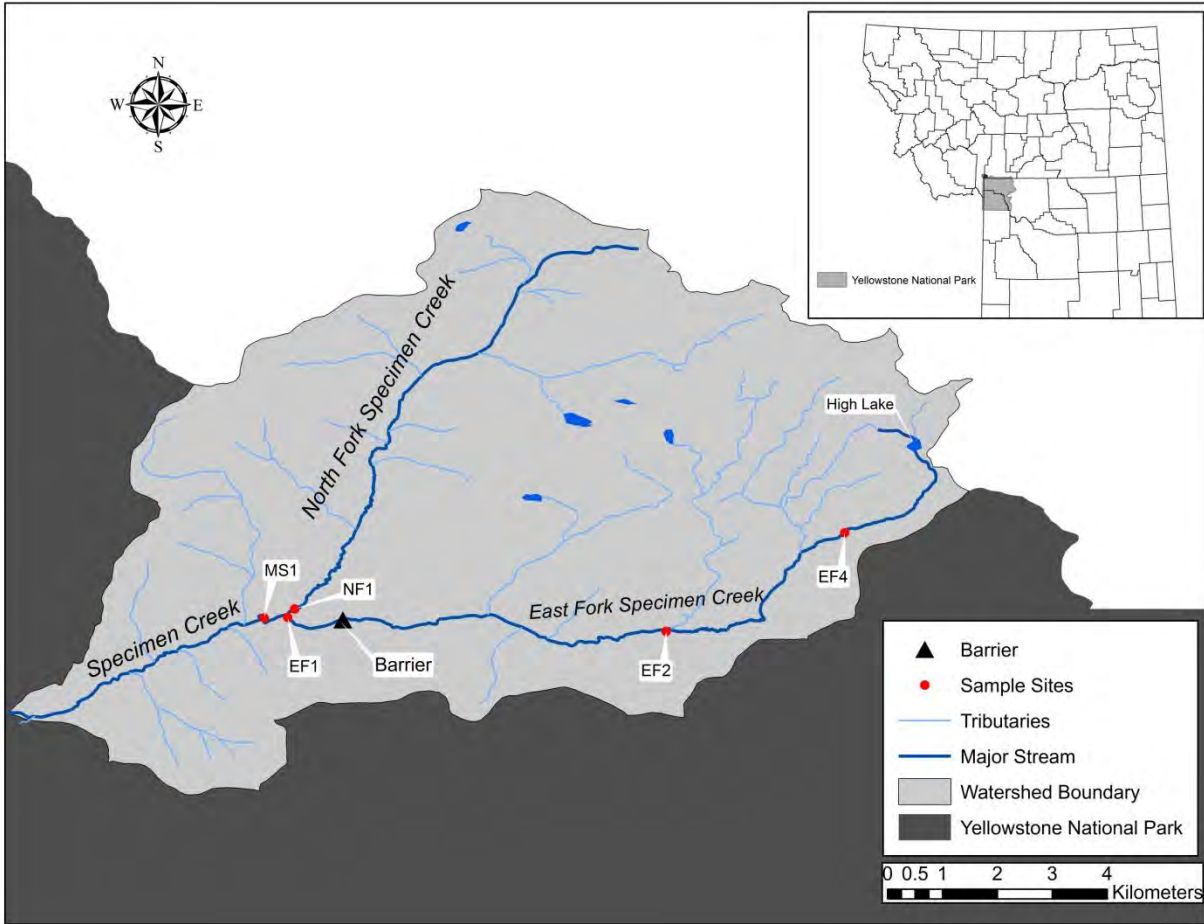 N
W E
S
Yellowstone National Park
North Fork Specimen Creek
High Lake
MS1
NF1
EF4
East Fork Specimen Creek
Specimen Creek
EF1
Barrier
EF2
Barrier
Sample Sites
Tributaries
Major Stream
Watershed Boundary
Yellowstone National Park
0 0.5 1 2 3 4
Kilometers